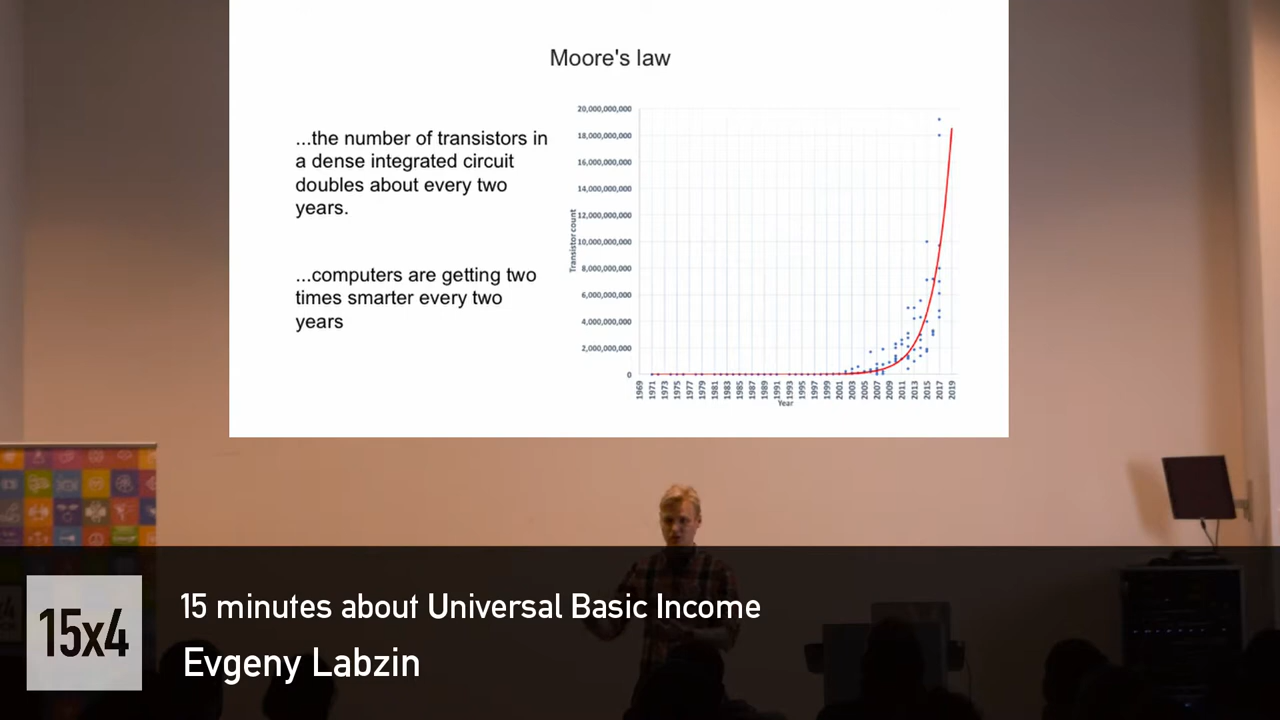 Moore's law
...the number of transistors in
a dense integrated circuit
doubles about every two
years.
...computers are getting two
times smarter every two
years
20,000,000,000
18,000,000,000
16,000,000,000
14,000,000,000
12,000,000,000
10,000,000,000
8,000,000,000
6,000,000,000
4,000,000,000
2,000,000,000
0
Transistor count
1969 1971 1973 1975 1977 1979 1981 1983 1985 1987 1989 1991 1993 1995 1997 1999 2001 2003 2005 2007 2009 2011 2013 2015 2017 2019
Year
15x4
15 minutes about Universal Basic Income
Evgeny Labzin